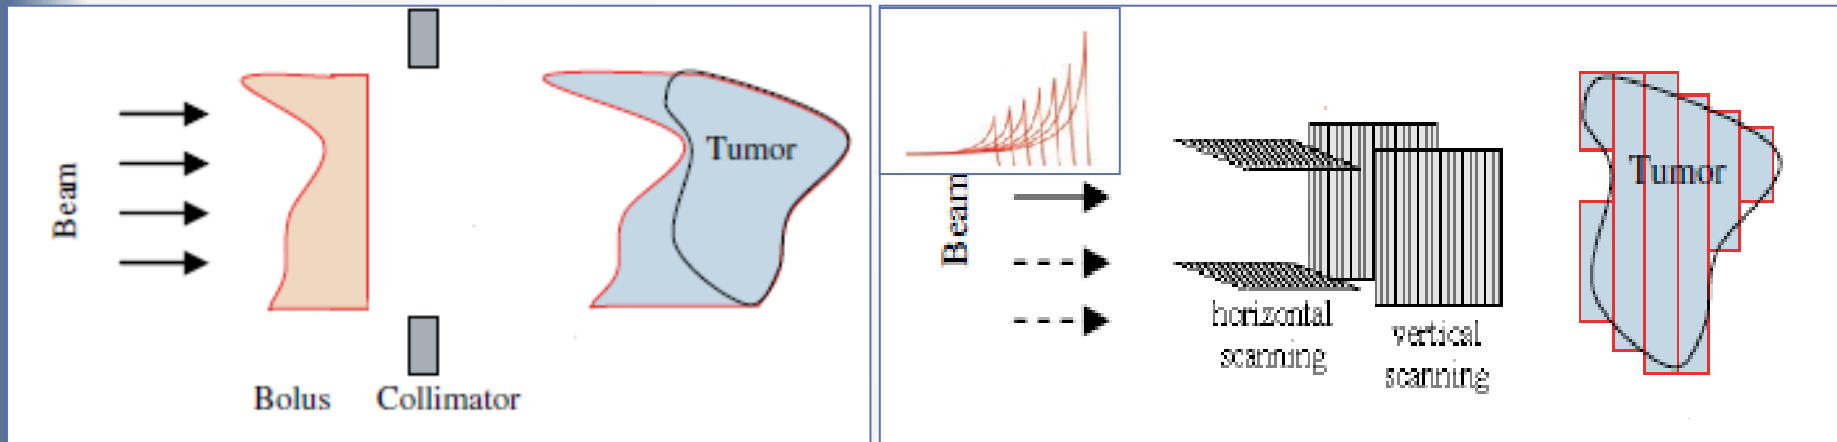 Beam
Tumor
Bolus
Collimator
Beam
horizontal
scanning
vertical
scanning
Tumor